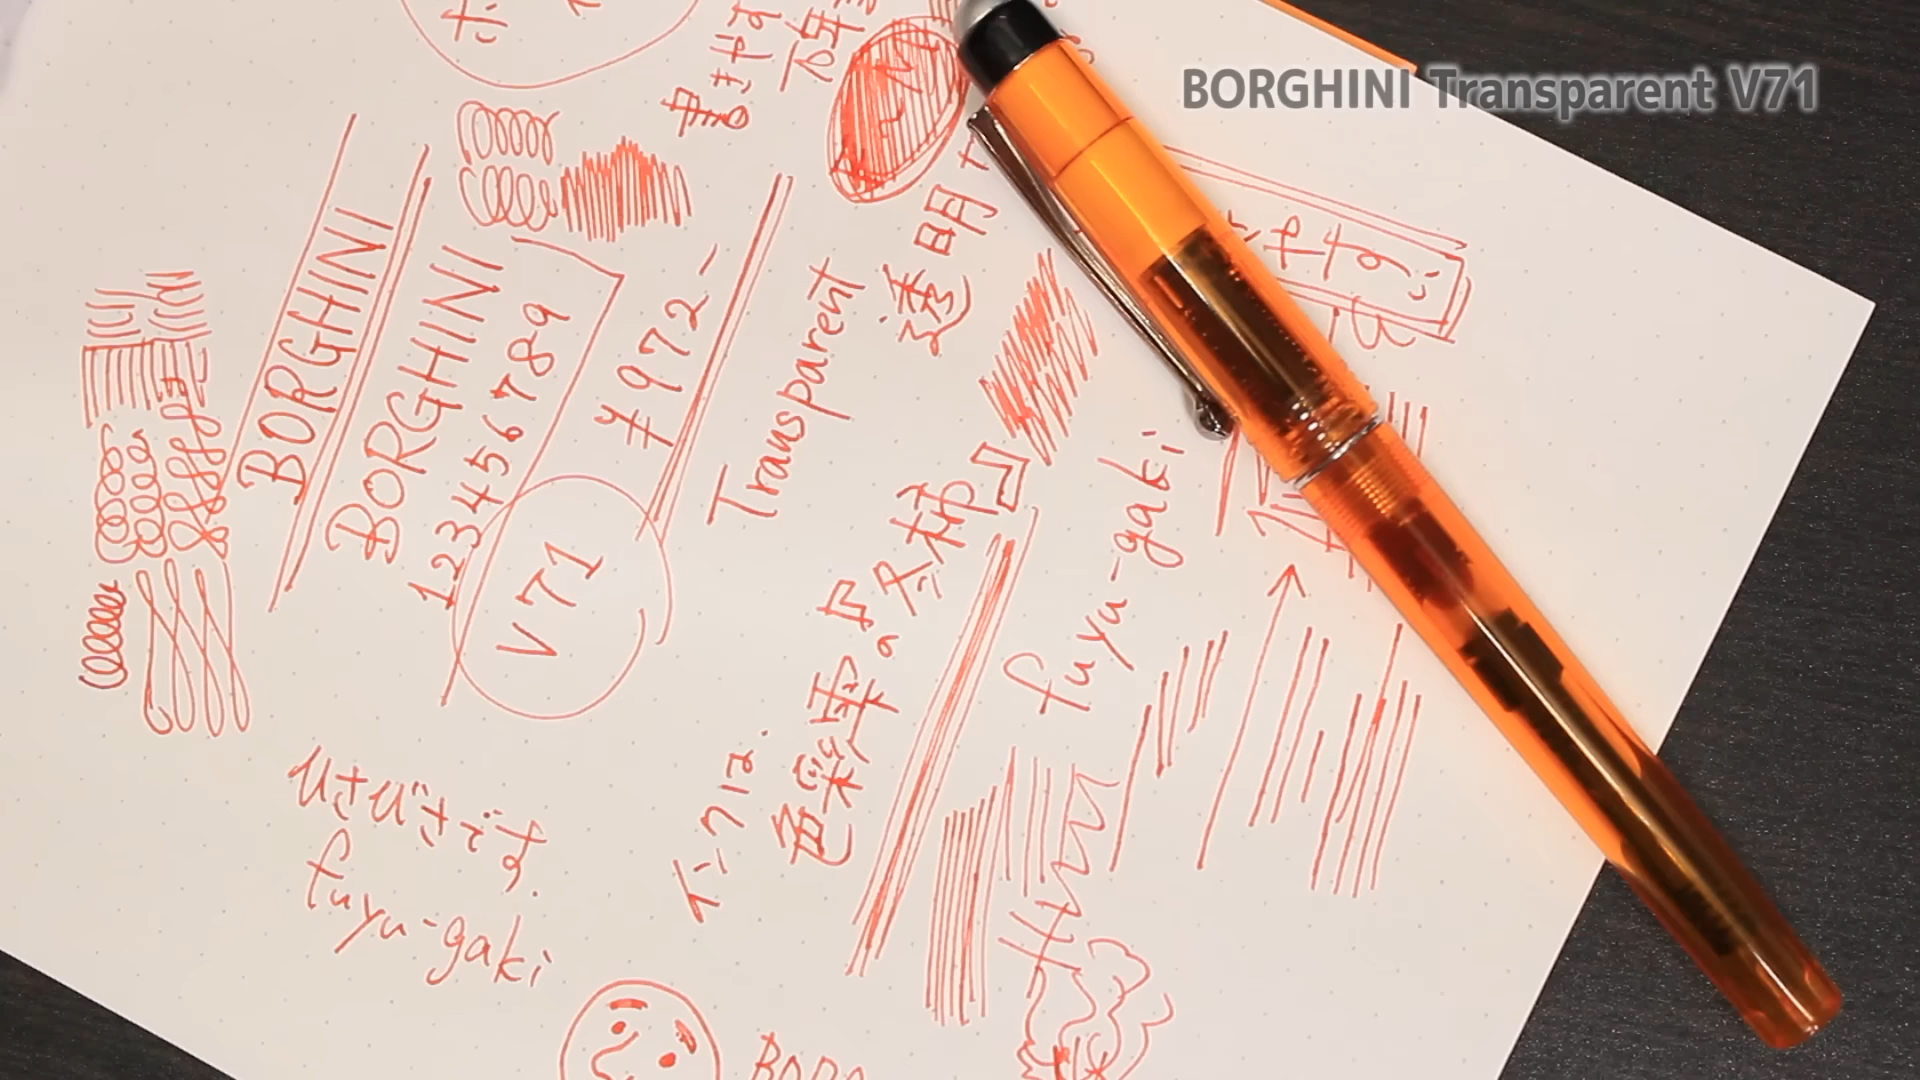 BORGHINI Transparent V71
BORGHINI
BORGHINI
123456789
¥972-
V71
Transparent
透明
インクは、
色彩雫の『冬柿』
fuyu-gaki
ひさびさです。
fuyu-gaki